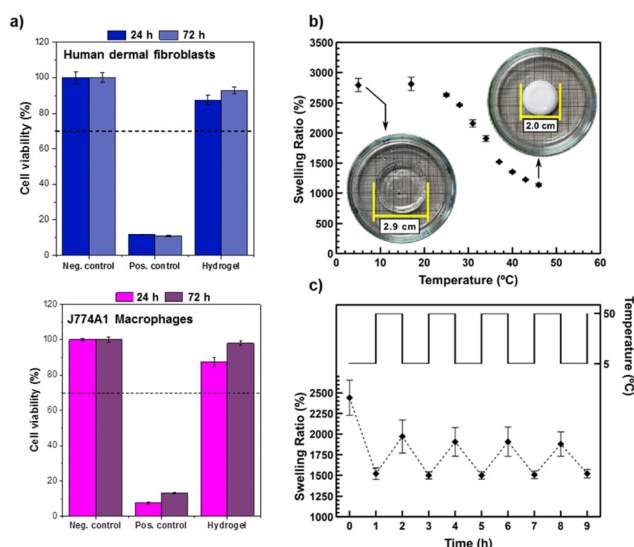 a)
24 h 72 h
Human dermal fibroblasts
Cell viability (%)
120
100
80
60
40
20
0
Neg. control Pos. control Hydrogel
24 h 72 h
J774A1 Macrophages
Cell viability (%)
120
100
80
60
40
20
0
Neg. control Pos. control Hydrogel
b)
Swelling Ratio (%)
3500
3000
2500
2000
1500
1000
500
0
2.9 cm
2.0 cm
0 10 20 30 40 50 60
Temperature (ºC)
c)
50
5
Temperature (ºC)
Swelling Ratio (%)
2500
2250
2000
1750
1500
1250
1000
0 1 2 3 4 5 6 7 8 9
Time (h)